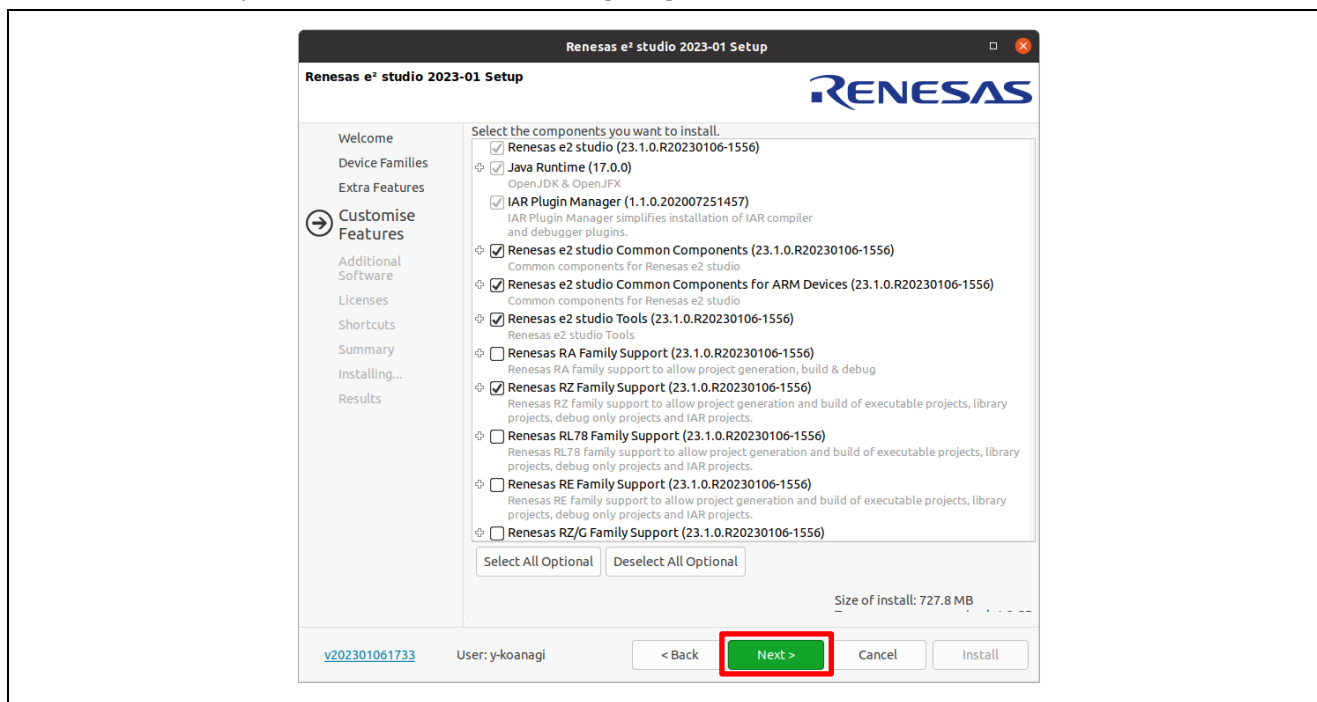 Renesas e² studio 2023-01 Setup
Renesas e² studio 2023-01 Setup
RENESAS
Welcome
Device Families
Extra Features
Customise
Features
Additional
Software
Licenses
Shortcuts
Summary
Installing...
Results
Select the components you want to install.
Renesas e2 studio (23.1.0.R20230106-1556)
Java Runtime (17.0.0)
OpenJDK & OpenJFX
IAR Plugin Manager (1.1.0.202007251457)
IAR Plugin Manager simplifies installation of IAR compiler
and debugger plugins.
Renesas e2 studio Common Components (23.1.0.R20230106-1556)
Common components for Renesas e2 studio
Renesas e2 studio Common Components for ARM Devices (23.1.0.R20230106-1556)
Common components for Renesas e2 studio
Renesas e2 studio Tools (23.1.0.R20230106-1556)
Renesas e2 studio Tools
Renesas RA Family Support (23.1.0.R20230106-1556)
Renesas RA family support to allow project generation, build & debug
Renesas RZ Family Support (23.1.0.R20230106-1556)
Renesas RZ family support to allow project generation and build of executable projects, library
projects, debug only projects and IAR projects.
Renesas RL78 Family Support (23.1.0.R20230106-1556)
Renesas RL78 family support to allow project generation and build of executable projects, library
projects, debug only projects and IAR projects.
Renesas RE Family Support (23.1.0.R20230106-1556)
Renesas RE family support to allow project generation and build of executable projects, library
projects, debug only projects and IAR projects.
Renesas RZ/G Family Support (23.1.0.R20230106-1556)
Select All Optional Deselect All Optional
Size of install: 727.8 MB
v202301061733 User: y-koanagi < Back Next > Cancel Install